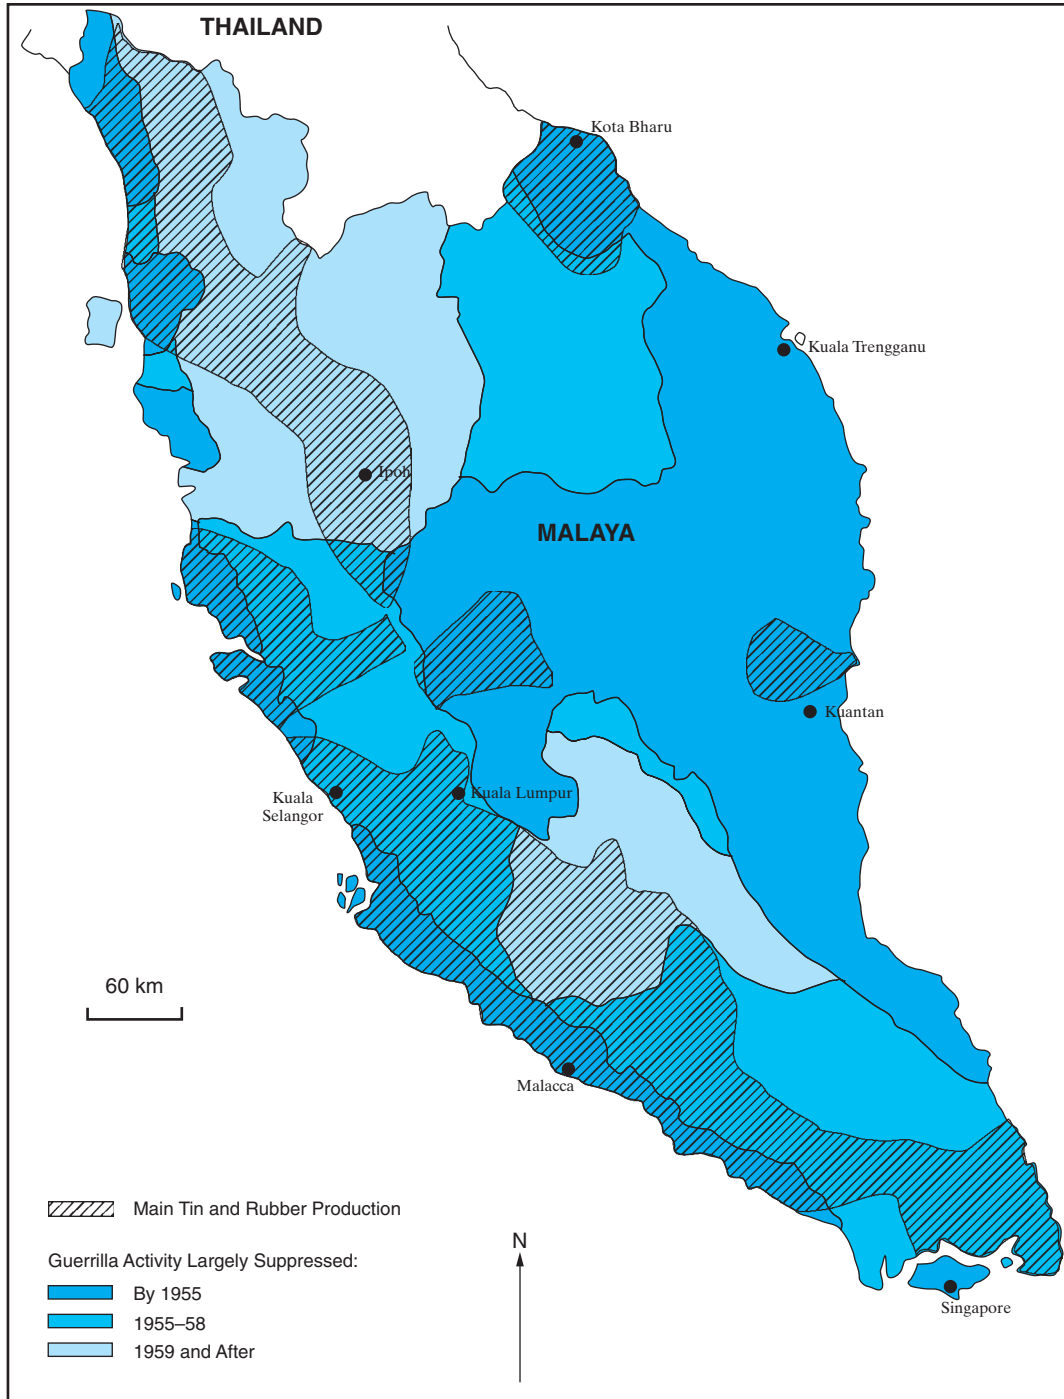 THAILAND
Kota Bharu
Kuala Trengganu
Ipoh
MALAYA
Kuantan
Kuala
Selangor
Kuala Lumpur
60 km
Malacca
Main Tin and Rubber Production
N
Guerrilla Activity Largely Suppressed:
By 1955
1955–58
1959 and After
Singapore